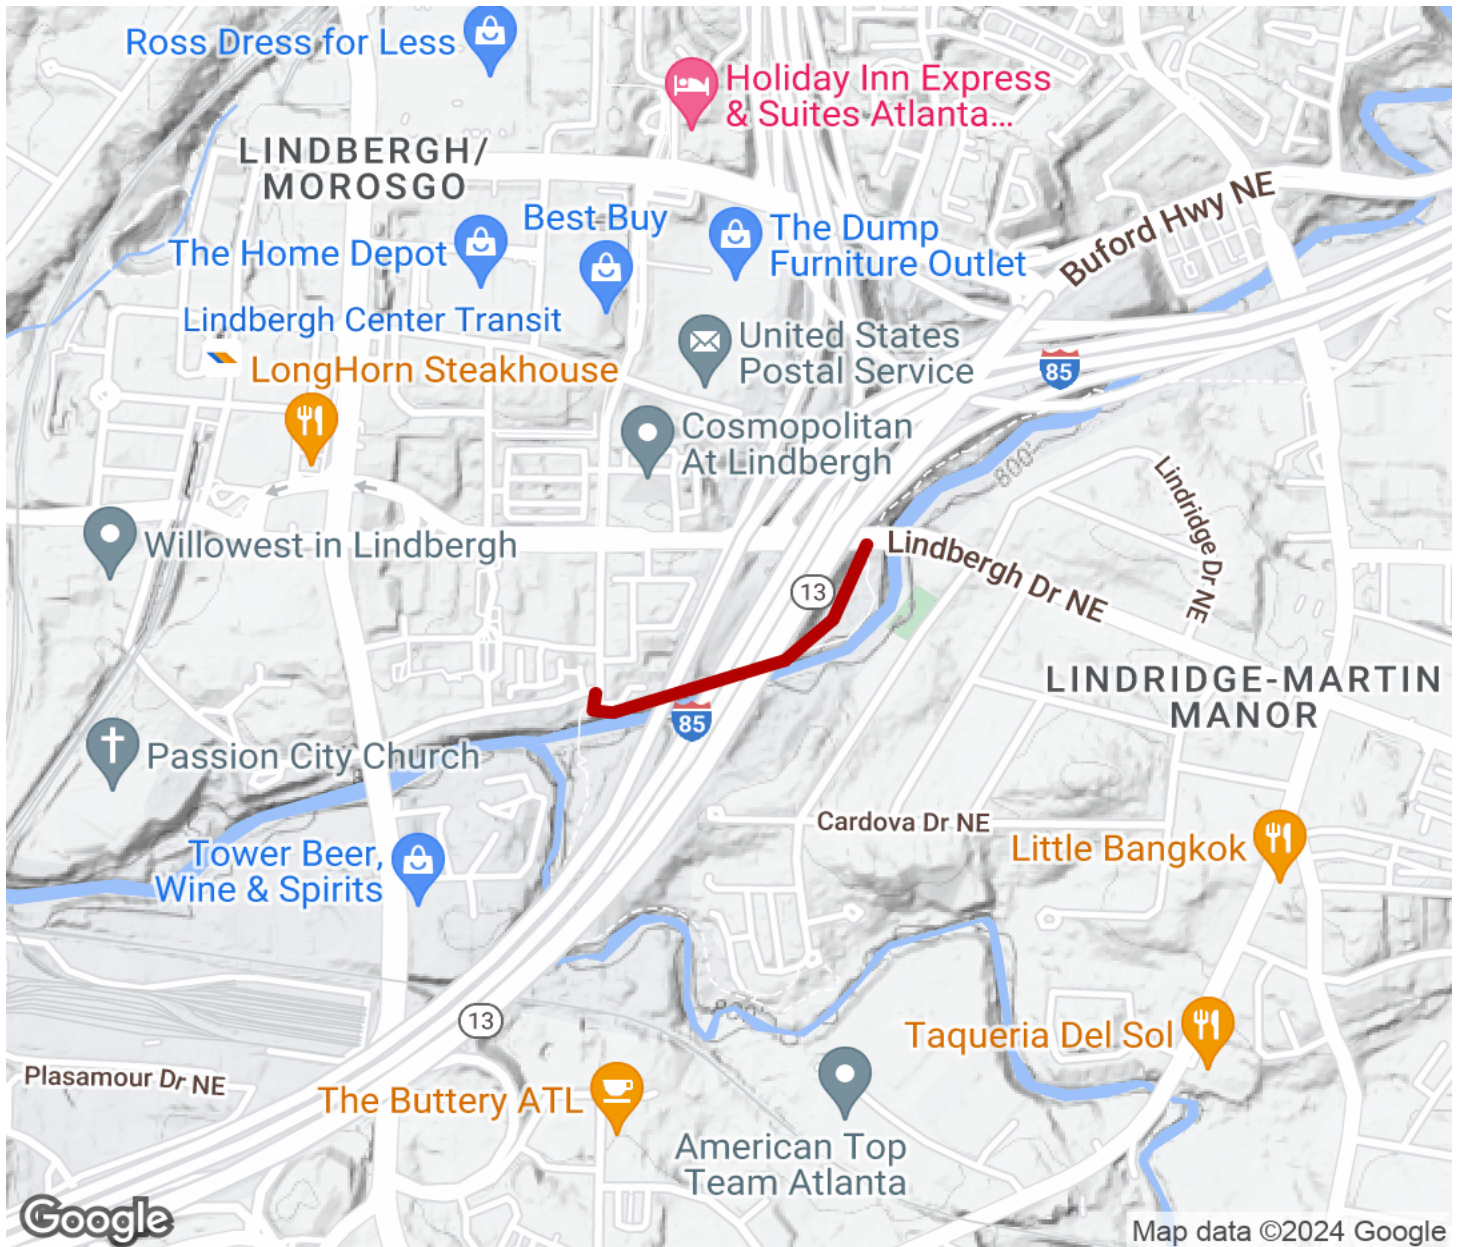 Ross Dress for Less
Holiday Inn Express
& Suites Atlanta...
LINDBERGH/
MOROSGO
Buford Hwy NE
Best Buy
The Home Depot
The Dump
Furniture Outlet
Lindbergh Center Transit
United States
Postal Service
LongHorn Steakhouse
85
Cosmopolitan
At Lindbergh
800'
Lindridge Dr NE
Willowest in Lindbergh
Lindbergh Dr NE
13
LINDRIDGE-MARTIN
MANOR
85
Passion City Church
Cardova Dr NE
Little Bangkok
Tower Beer,
Wine & Spirits
800'
13
Taqueria Del Sol
Plasamour Dr NE
The Buttery ATL
American Top
Team Atlanta
Google
Map data ©2024 Google